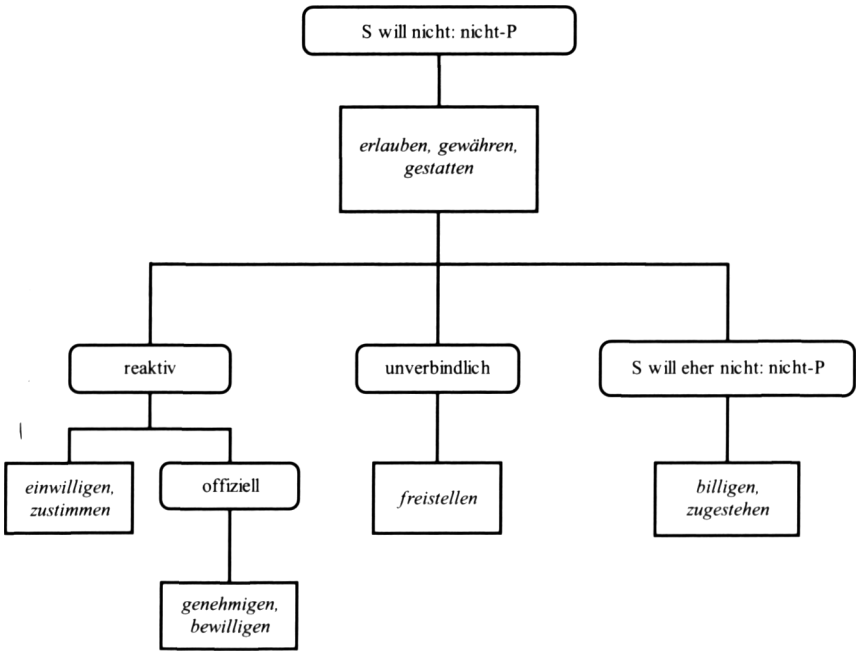 S will nicht: nicht-P
erlauben, gewähren,
gestatten
reaktiv
unverbindlich
S will eher nicht: nicht-P
einwilligen,
zustimmen
offiziell
freistellen
billigen,
zugestehen
genehmigen,
bewilligen